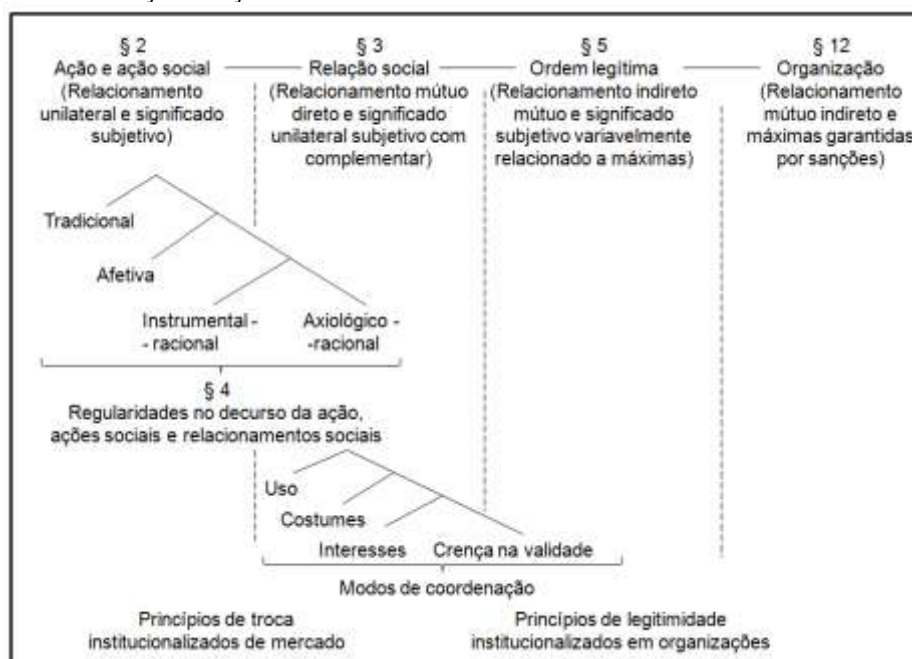 § 2
Ação e ação social
(Relacionamento
unilateral e significado
subjetivo)
§ 3
Relação social
(Relacionamento mútuo
direto e significado
unilateral subjetivo com
complementar)
§ 5
Ordem legítima
(Relacionamento indireto
mútuo e significado
subjetivo variavelmente
relacionado a máximas)
§ 12
Organização
(Relacionamento
mútuo indireto e
máximas garantidas
por sanções)
Tradicional
Afetiva
Instrumental -
- racional
Axiológico -
-racional
§ 4
Regularidades no decurso da ação,
ações sociais e relacionamentos sociais
Uso
Costumes
Interesses
Crença na validade
Modos de coordenação
Princípios de troca
institucionalizados de mercado
Princípios de legitimidade
institucionalizados em organizações